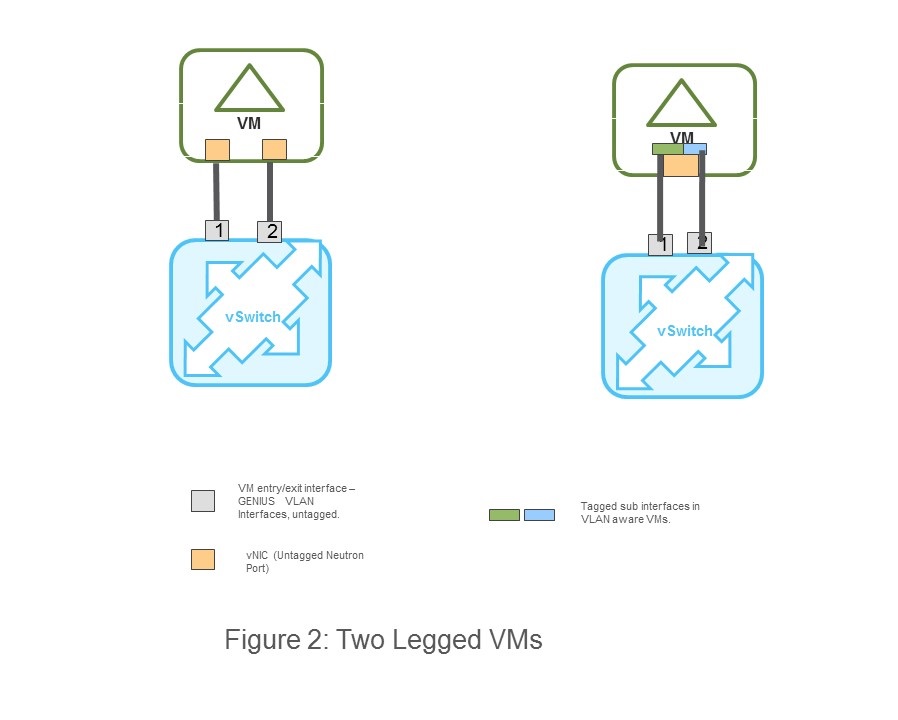 VM
VM
1
2
1
2
vSwitch
vSwitch
VM entry/exit interface –
GENIUS VLAN
Interfaces, untagged.
Tagged sub interfaces in
VLAN aware VMs.
vNIC (Untagged Neutron
Port)
Figure 2: Two Legged VMs